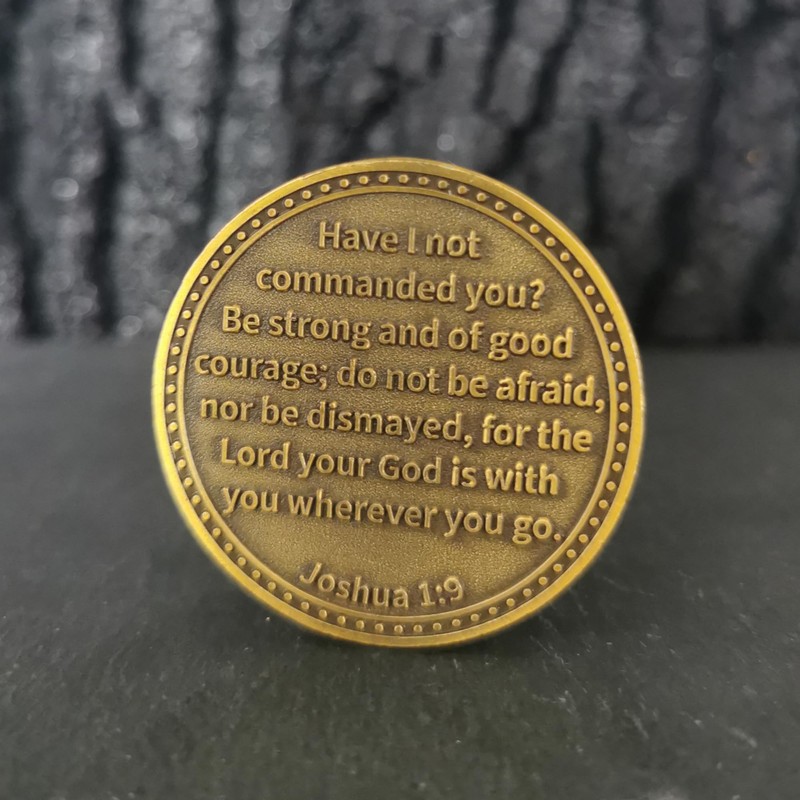 Have I not
commanded you?
Be strong and of good
courage; do not be afraid,
nor be dismayed, for the
Lord your God is with
you wherever you go.
Joshua 1:9